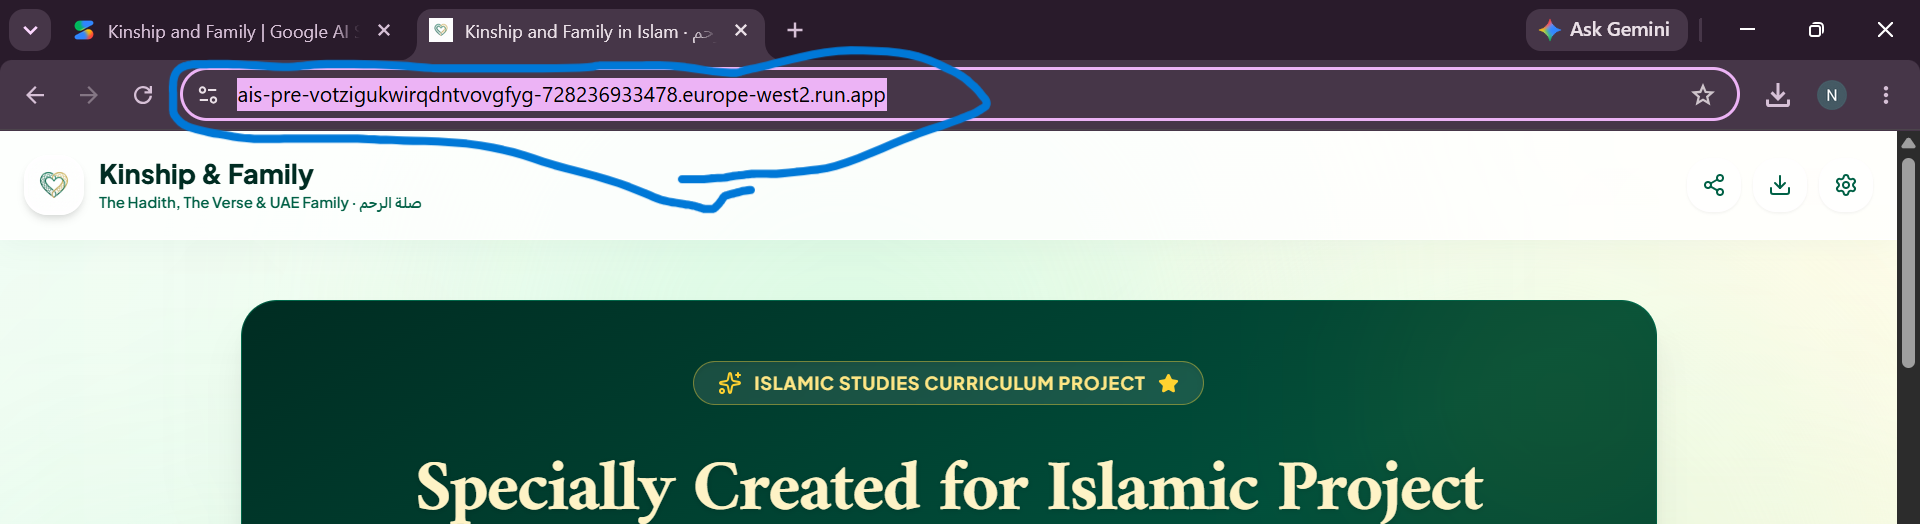 Kinship and Family | Google AI
Kinship and Family in Islam ·
Ask Gemini
ais-pre-votzigukwirqdntvovgfyg-728236933478.europe-west2.run.app
N
Kinship & Family
The Hadith, The Verse & UAE Family · صلة الرحم
ISLAMIC STUDIES CURRICULUM PROJECT
Specially Created for Islamic Project